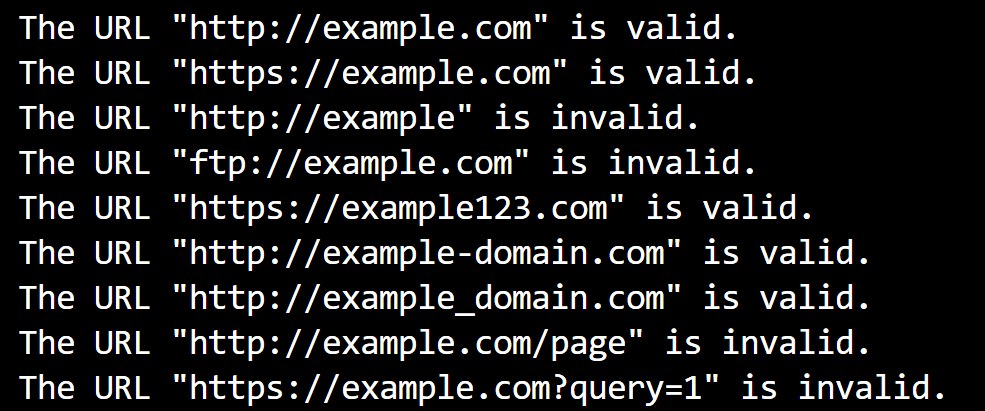 The URL "http://example.com" is valid.
The URL "https://example.com" is valid.
The URL "http://example" is invalid.
The URL "ftp://example.com" is invalid.
The URL "https://example123.com" is valid.
The URL "http://example-domain.com" is valid.
The URL "http://example_domain.com" is valid.
The URL "http://example.com/page" is invalid.
The URL "https://example.com?query=1" is invalid.